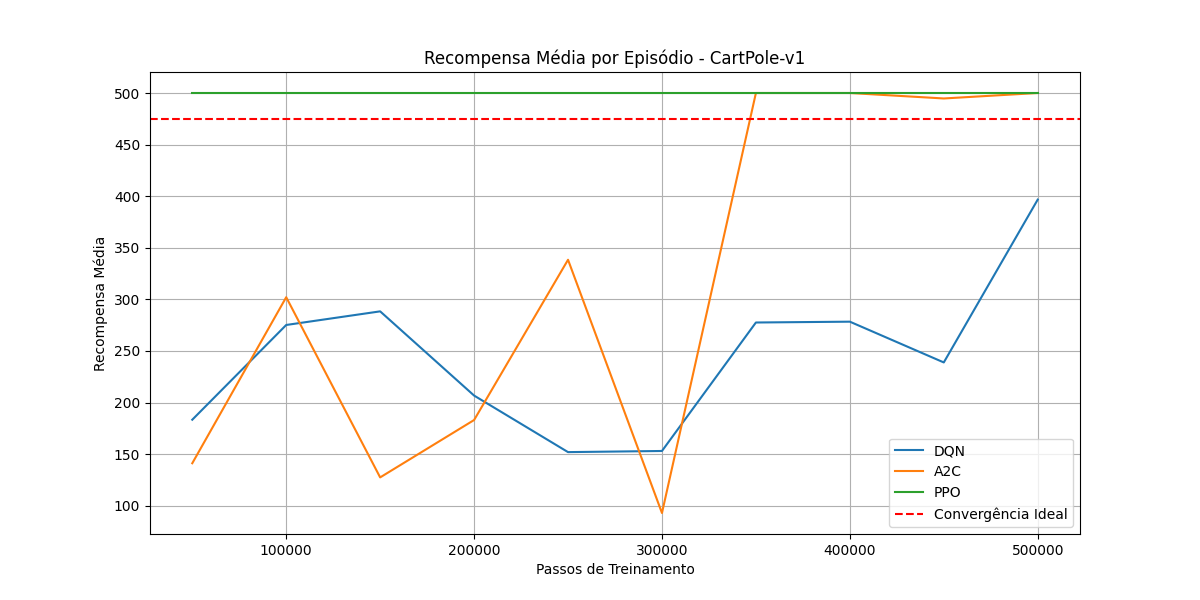 Recompensa Média por Episódio - CartPole-v1
Recompensa Média
500
450
400
350
300
250
200
150
100
100000
200000
300000
400000
500000
Passos de Treinamento
DQN
A2C
PPO
Convergência Ideal